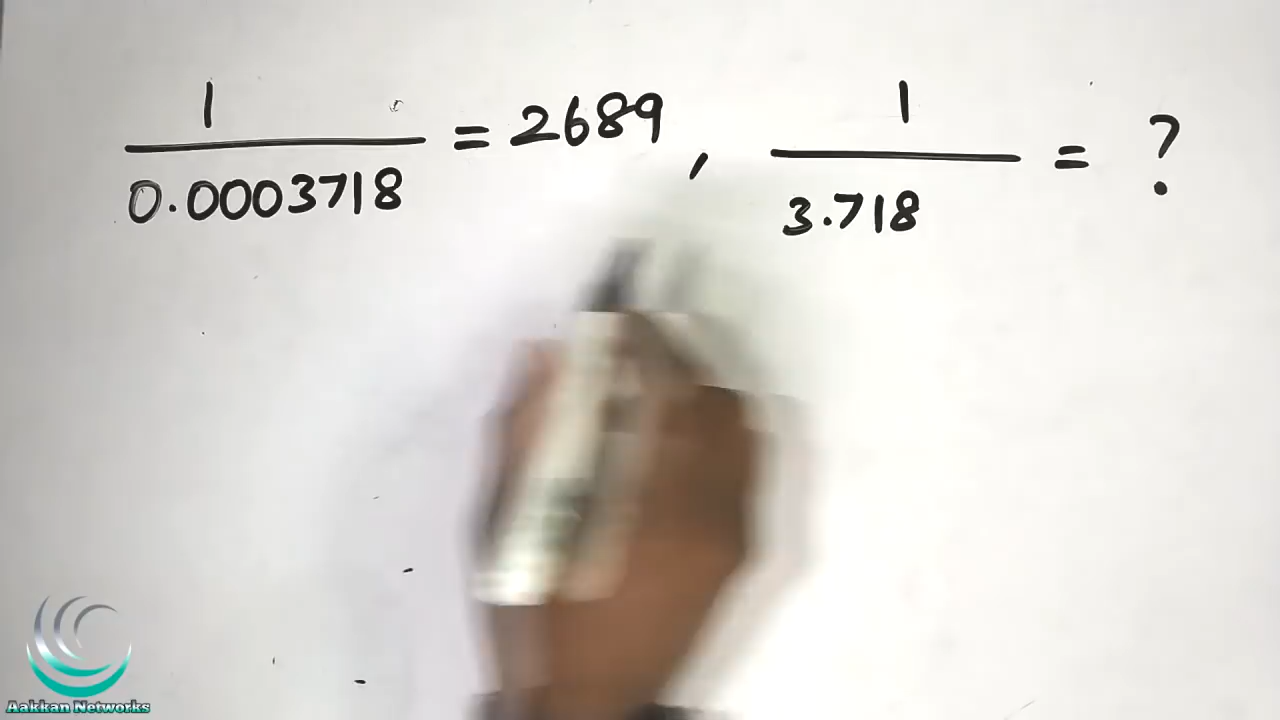 1/0.0003718 = 2689, 1/3.718 = ?
Aakkan Networks